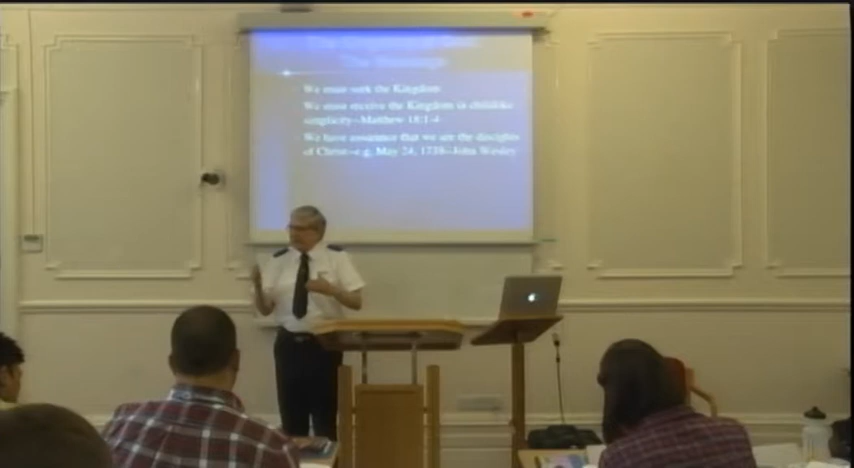 We must seek the Kingdom
We must receive the Kingdom in childlike
simplicity--Matthew 18:1-4
We have assurance that we are the disciples
of Christ--e.g. May 24, 1738--John Wesley